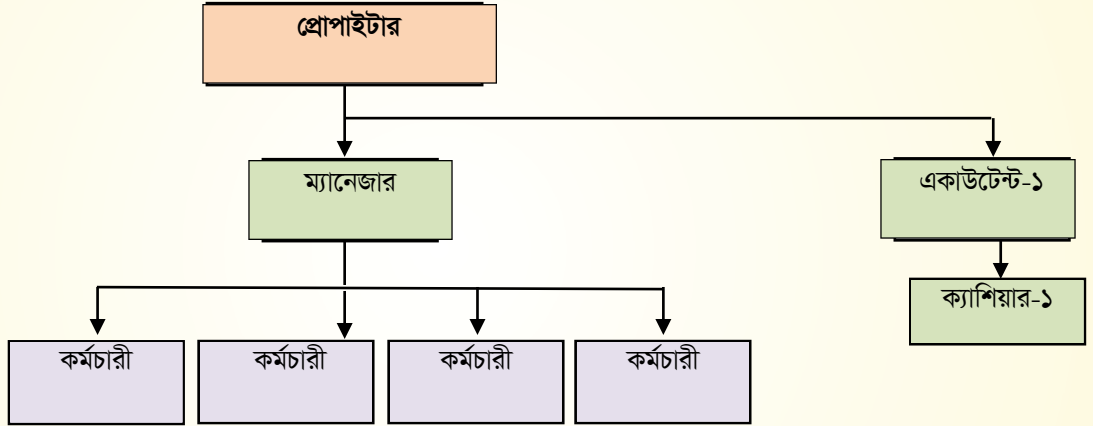 প্রোপাইটার
ম্যানেজার
একাউটেন্ট-১
ক্যাশিয়ার-১
কর্মচারী
কর্মচারী
কর্মচারী
কর্মচারী